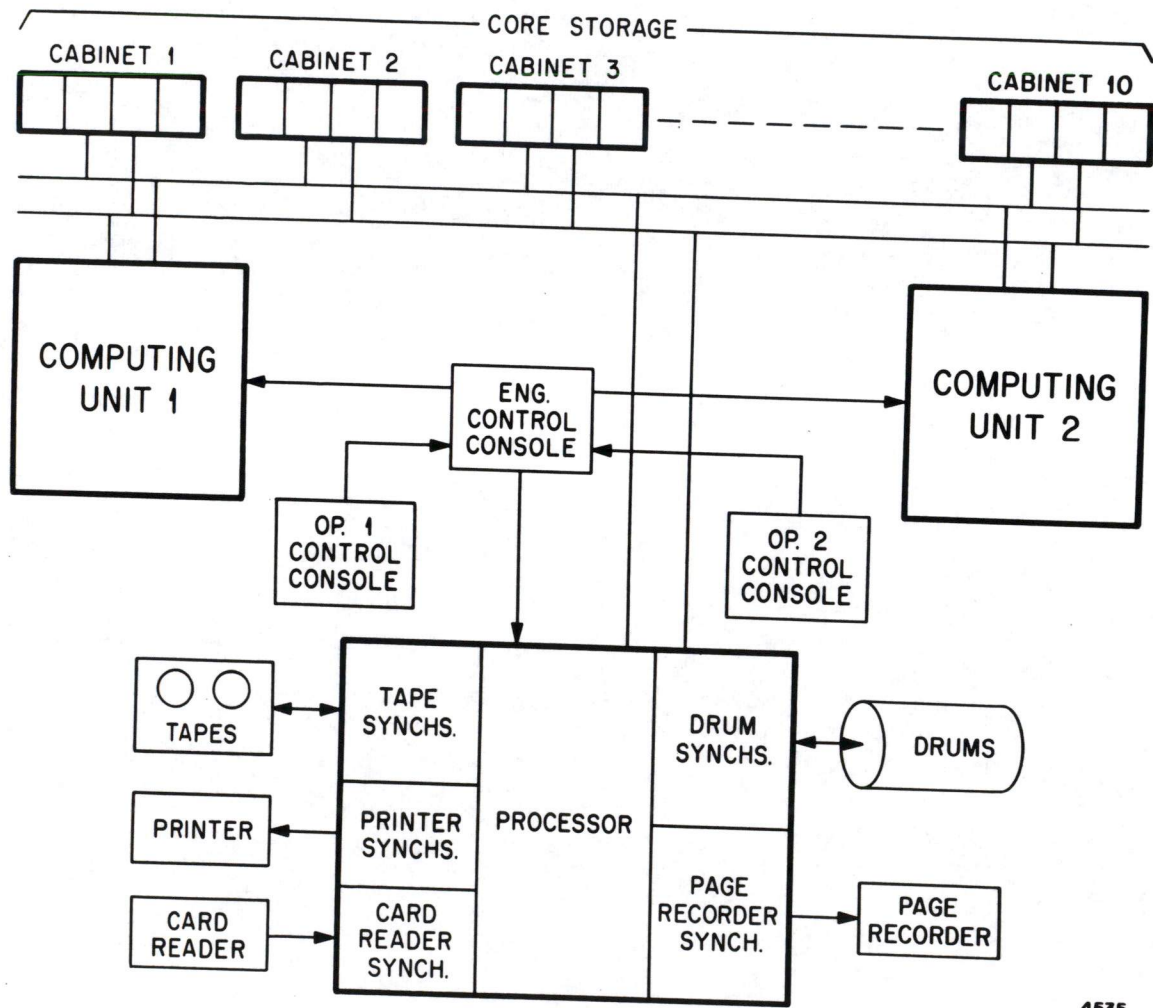 CORE STORAGE
CABINET 1
CABINET 2
CABINET 3
CABINET 10
COMPUTING
UNIT 1
ENG.
CONTROL
CONSOLE
COMPUTING
UNIT 2
OP. 1
CONTROL
CONSOLE
OP. 2
CONTROL
CONSOLE
TAPES
TAPE
SYNCHS.
PROCESSOR
DRUM
SYNCHS.
DRUMS
PRINTER
PRINTER
SYNCHS.
CARD
READER
CARD
READER
SYNCH.
PAGE
RECORDER
SYNCH.
PAGE
RECORDER
4535